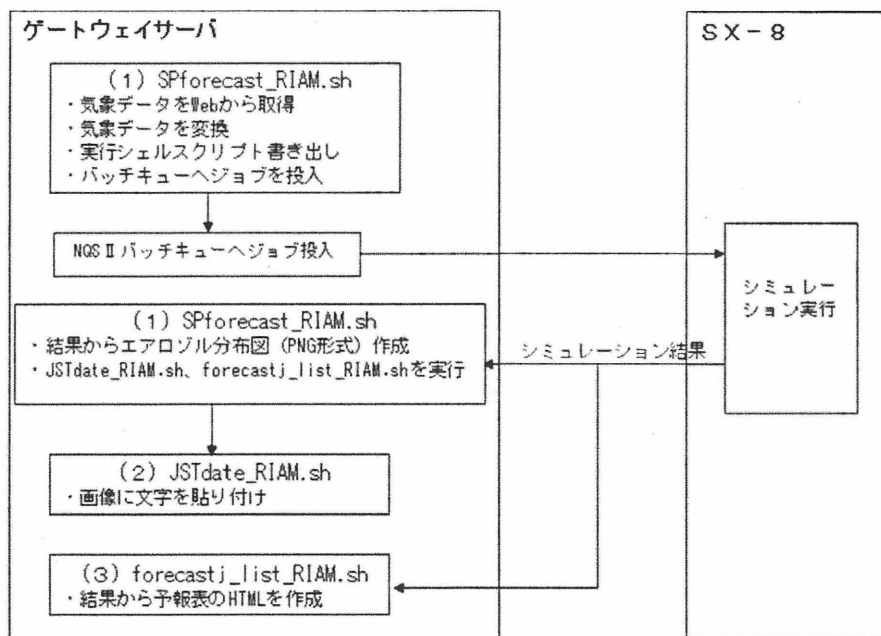 ゲートウェイサーバ
(1) SPforecast_RIAM.sh
・気象データをWebから取得
・気象データを変換
・実行シェルスクリプト書き出し
・バッチキューへジョブを投入
NQSⅡバッチキューへジョブ投入
(1) SPforecast_RIAM.sh
・結果からエアロゾル分布図(PNG形式)作成
・JSTdate_RIAM.sh、forecastj_list_RIAM.shを実行
(2) JSTdate_RIAM.sh
・画像に文字を貼り付け
(3) forecastj_list_RIAM.sh
・結果から予報表のHTMLを作成
シミュレーション結果
SX-8
シミュレー
ション実行